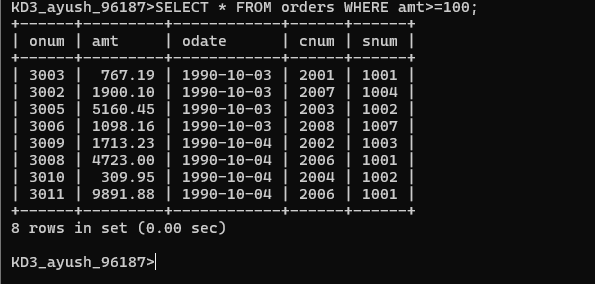 KD3_ayush_96187>SELECT * FROM orders WHERE amt>=100;
+------+---------+------------+------+------+
| onum | amt     | odate      | cnum | snum |
+------+---------+------------+------+------+
| 3003 |  767.19 | 1990-10-03 | 2001 | 1001 |
| 3002 | 1900.10 | 1990-10-03 | 2007 | 1004 |
| 3005 | 5160.45 | 1990-10-03 | 2003 | 1002 |
| 3006 | 1098.16 | 1990-10-03 | 2008 | 1007 |
| 3009 | 1713.23 | 1990-10-04 | 2002 | 1003 |
| 3008 | 4723.00 | 1990-10-04 | 2006 | 1001 |
| 3010 |  309.95 | 1990-10-04 | 2004 | 1002 |
| 3011 | 9891.88 | 1990-10-04 | 2006 | 1001 |
+------+---------+------------+------+------+
8 rows in set (0.00 sec)
KD3_ayush_96187>